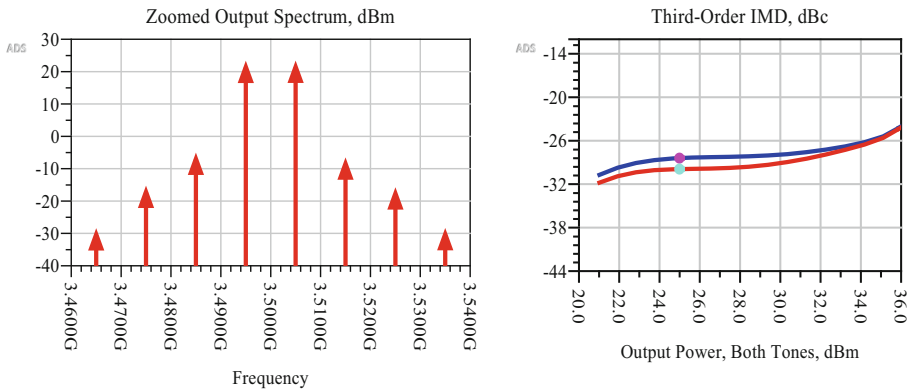 Zoomed Output Spectrum, dBm
ADS
30
20
10
0
-10
-20
-30
-40
3.4600G
3.4700G
3.4800G
3.4900G
3.5000G
3.5100G
3.5200G
3.5300G
3.5400G
Frequency
Third-Order IMD, dBc
ADS
-14
-20
-26
-32
-38
-44
20.0
22.0
24.0
26.0
28.0
30.0
32.0
34.0
36.0
Output Power, Both Tones, dBm